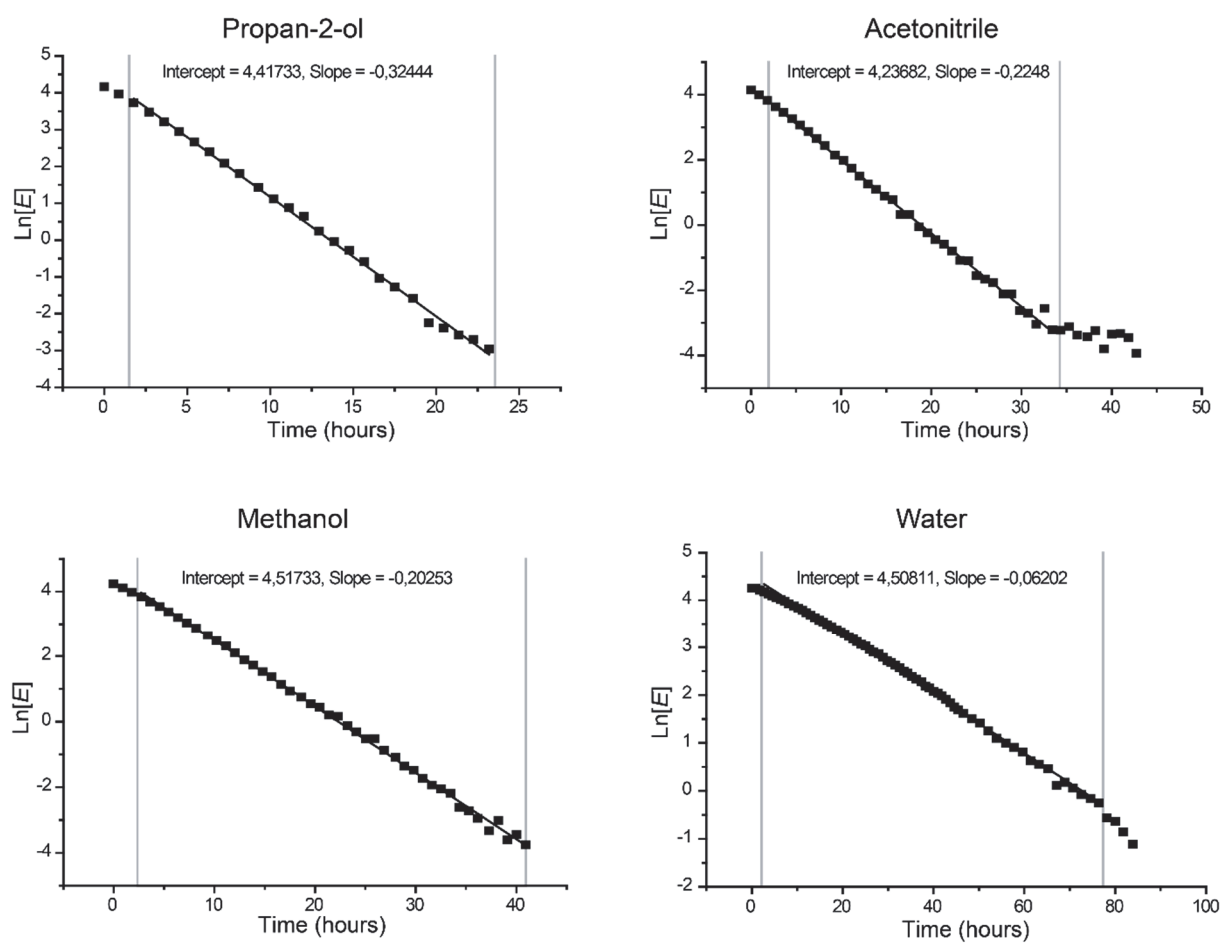 Propan-2-ol
Intercept = 4,41733, Slope = -0,32444
5
4
3
2
1
0
-1
-2
-3
-4
Ln[E]
0 5 10 15 20 25
Time (hours)
Acetonitrile
Intercept = 4,23682, Slope = -0,2248
4
2
0
-2
-4
Ln[E]
0 10 20 30 40 50
Time (hours)
Methanol
Intercept = 4,51733, Slope = -0,20253
4
2
0
-2
-4
Ln[E]
0 10 20 30 40
Time (hours)
Water
Intercept = 4,50811, Slope = -0,06202
5
4
3
2
1
0
-1
-2
Ln[E]
0 20 40 60 80 100
Time (hours)